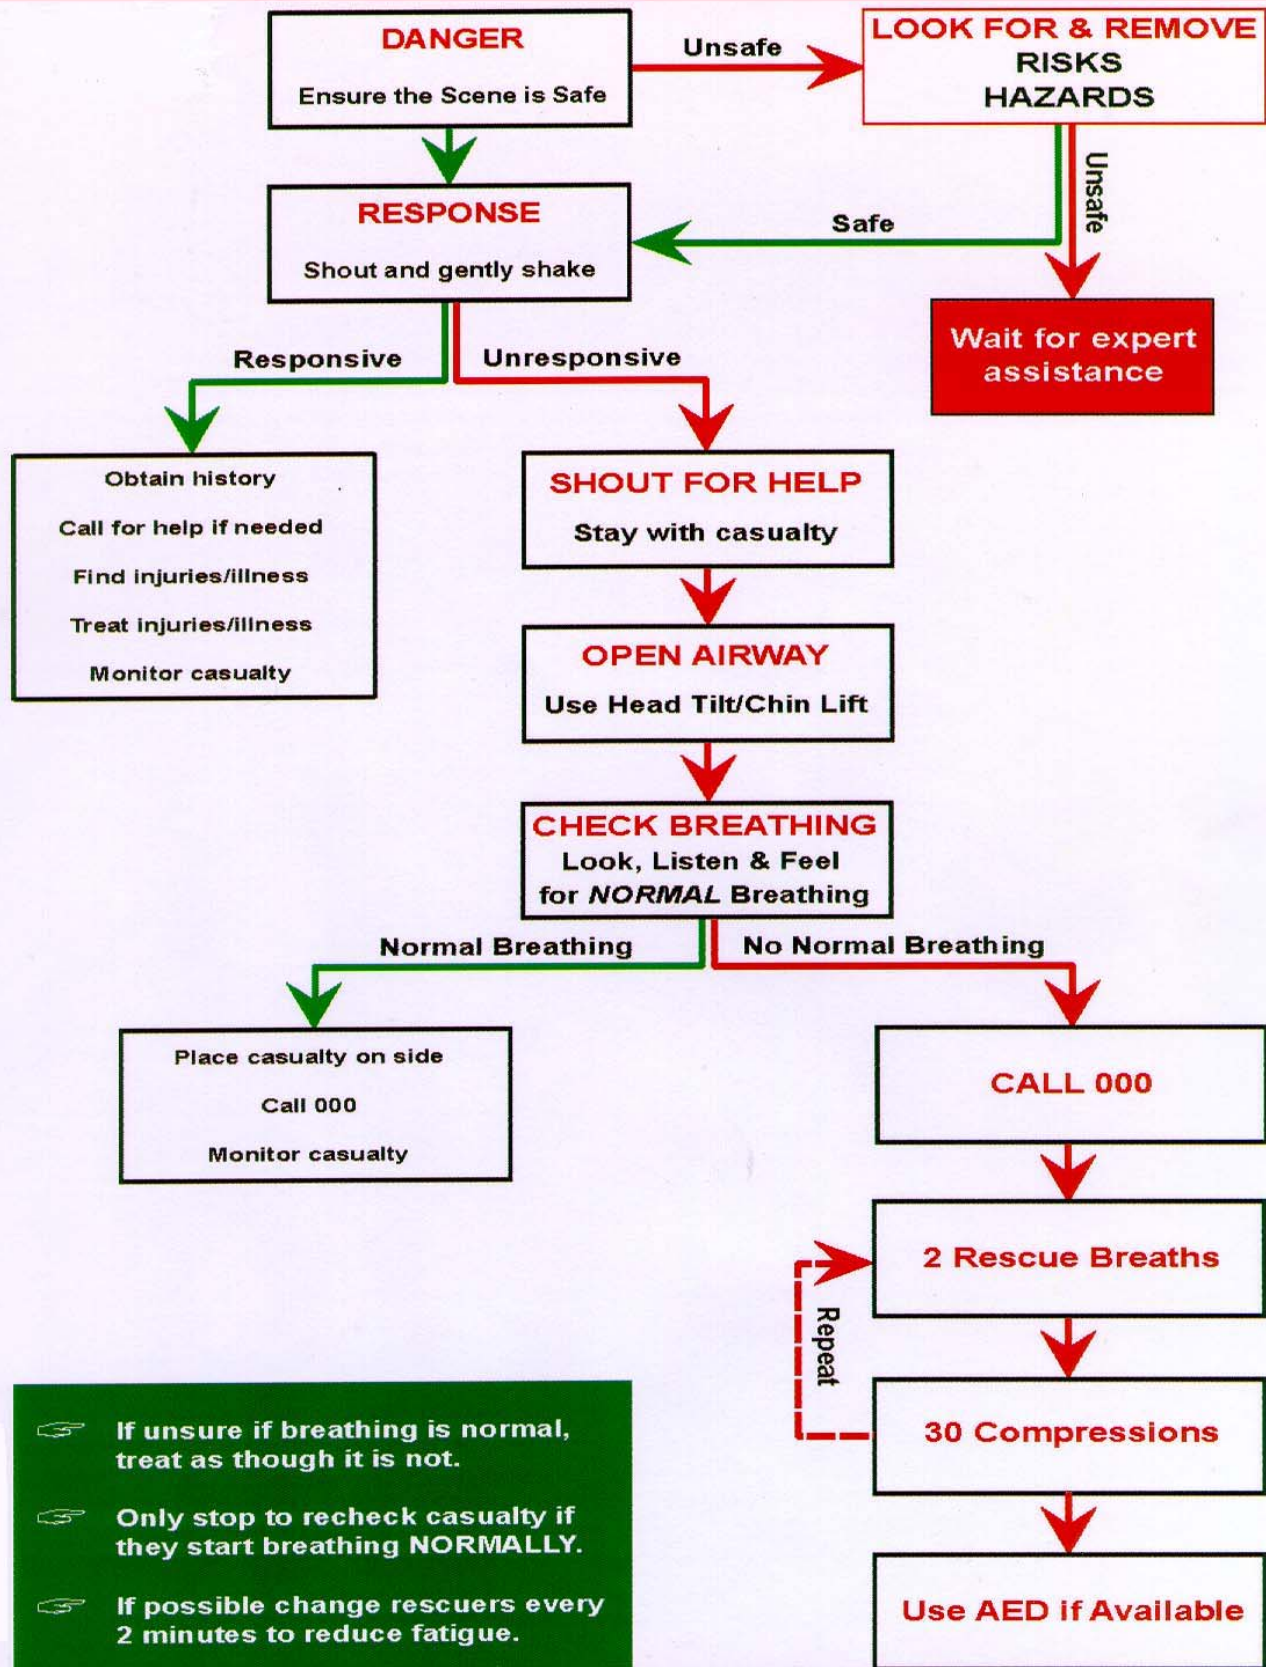 DANGER
Ensure the Scene is Safe
Unsafe
LOOK FOR & REMOVE
RISKS
HAZARDS
RESPONSE
Shout and gently shake
Safe
Unsafe
Wait for expert
assistance
Responsive
Unresponsive
Obtain history
Call for help if needed
Find injuries/illness
Treat injuries/illness
Monitor casualty
SHOUT FOR HELP
Stay with casualty
OPEN AIRWAY
Use Head Tilt/Chin Lift
CHECK BREATHING
Look, Listen & Feel
for NORMAL Breathing
Normal Breathing
No Normal Breathing
Place casualty on side
Call 000
Monitor casualty
CALL 000
2 Rescue Breaths
Repeat
30 Compressions
Use AED if Available
If unsure if breathing is normal,
treat as though it is not.
Only stop to recheck casualty if
they start breathing NORMALLY.
If possible change rescuers every
2 minutes to reduce fatigue.